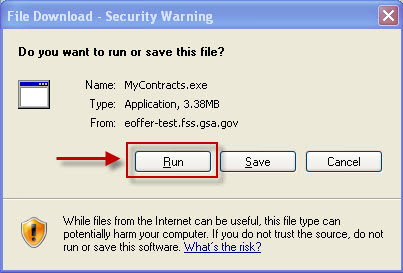 File Download - Security Warning
Do you want to run or save this file?
Name: MyContracts.exe
Type: Application, 3.38MB
From: eoffer-test.fss.gsa.gov
Run Save Cancel
While files from the Internet can be useful, this file type can
potentially harm your computer. If you do not trust the source, do not
run or save this software. What's the risk?